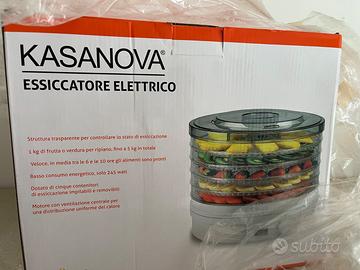 KASANOVA®
ESSICCATORE ELETTRICO
Struttura trasparente per controllare lo stato di essiccazione
1 kg di frutta o verdura per ripiano, fino a 5 kg in totale
Veloce, in media tra le 6 e le 10 ore gli alimenti sono pronti
Basso consumo energetico, solo 245 watt
Dotato di cinque contenitori
di essiccazione impilabili e removibili
Motore con ventilazione centrale per
una distribuzione uniforme del calore
subito